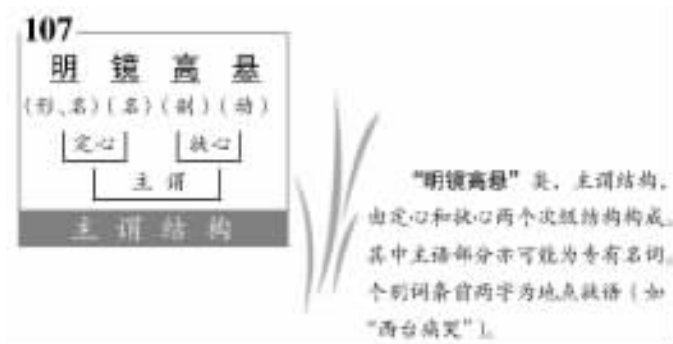 107
明 镜 高 悬
(形、名)(名)(副)(动)
定心 状心
主 谓
主 谓 结 构
“明镜高悬”类,主谓结构,
由定心和状心两个次级结构构成。
其中主语部分亦可能为专有名词。
个别词条前两字为地点状语(如
“西台痛哭”)。